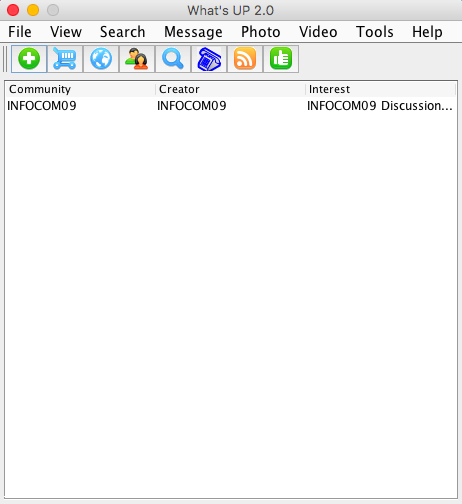 What's UP 2.0
File View Search Message Photo Video Tools Help
Community Creator Interest
INFOCOM09 INFOCOM09 INFOCOM09 Discussion...